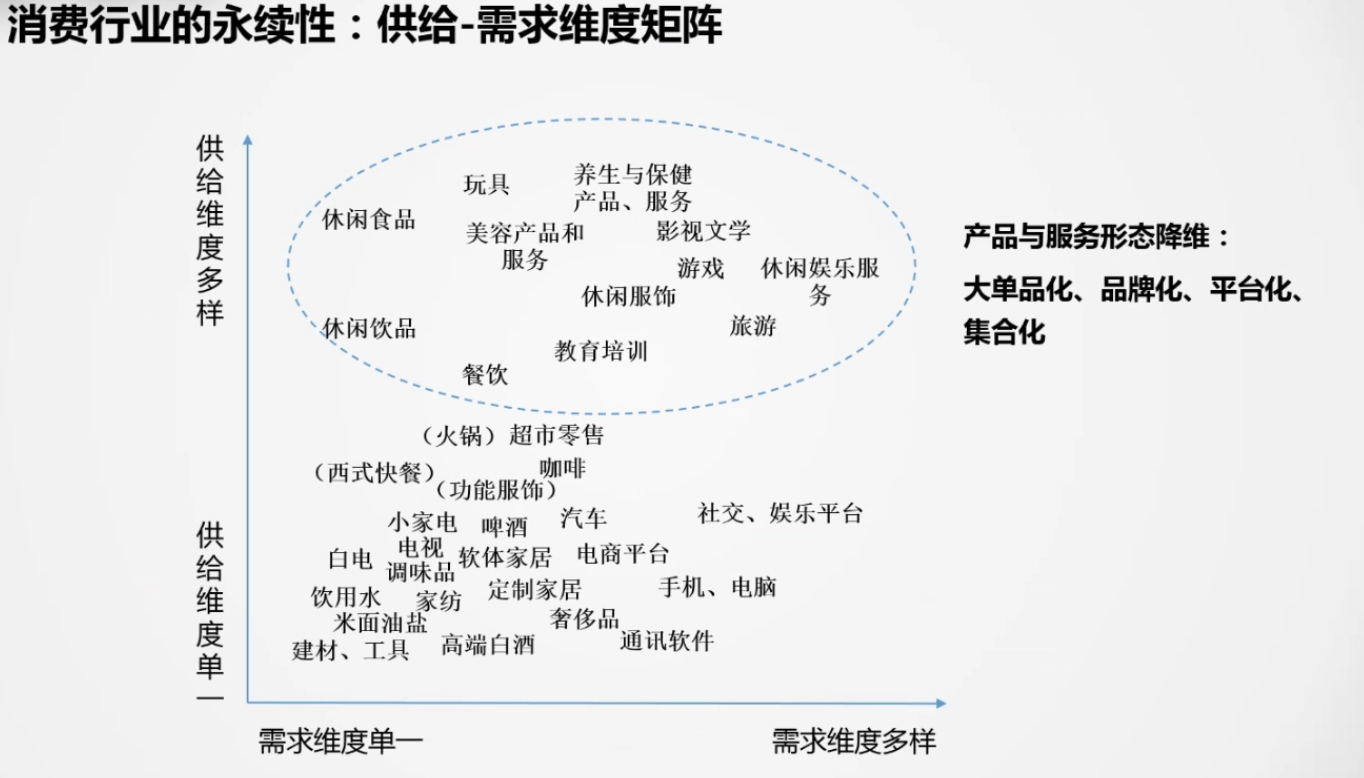 消费行业的永续性：供给-需求维度矩阵
供给维度多样
玩具
养生与保健
产品、服务
休闲食品
美容产品和
服务
影视文学
游戏
休闲娱乐服
务
休闲服饰
休闲饮品
旅游
教育培训
餐饮
产品与服务形态降维：
大单品化、品牌化、平台化、
集合化
（火锅）
超市零售
（西式快餐）
咖啡
（功能服饰）
小家电
啤酒
汽车
社交、娱乐平台
白电
电视
软体家居
电商平台
调味品
饮用水
家纺
定制家居
手机、电脑
米面油盐
奢侈品
建材、工具
高端白酒
通讯软件
供给维度单一
需求维度单一
需求维度多样